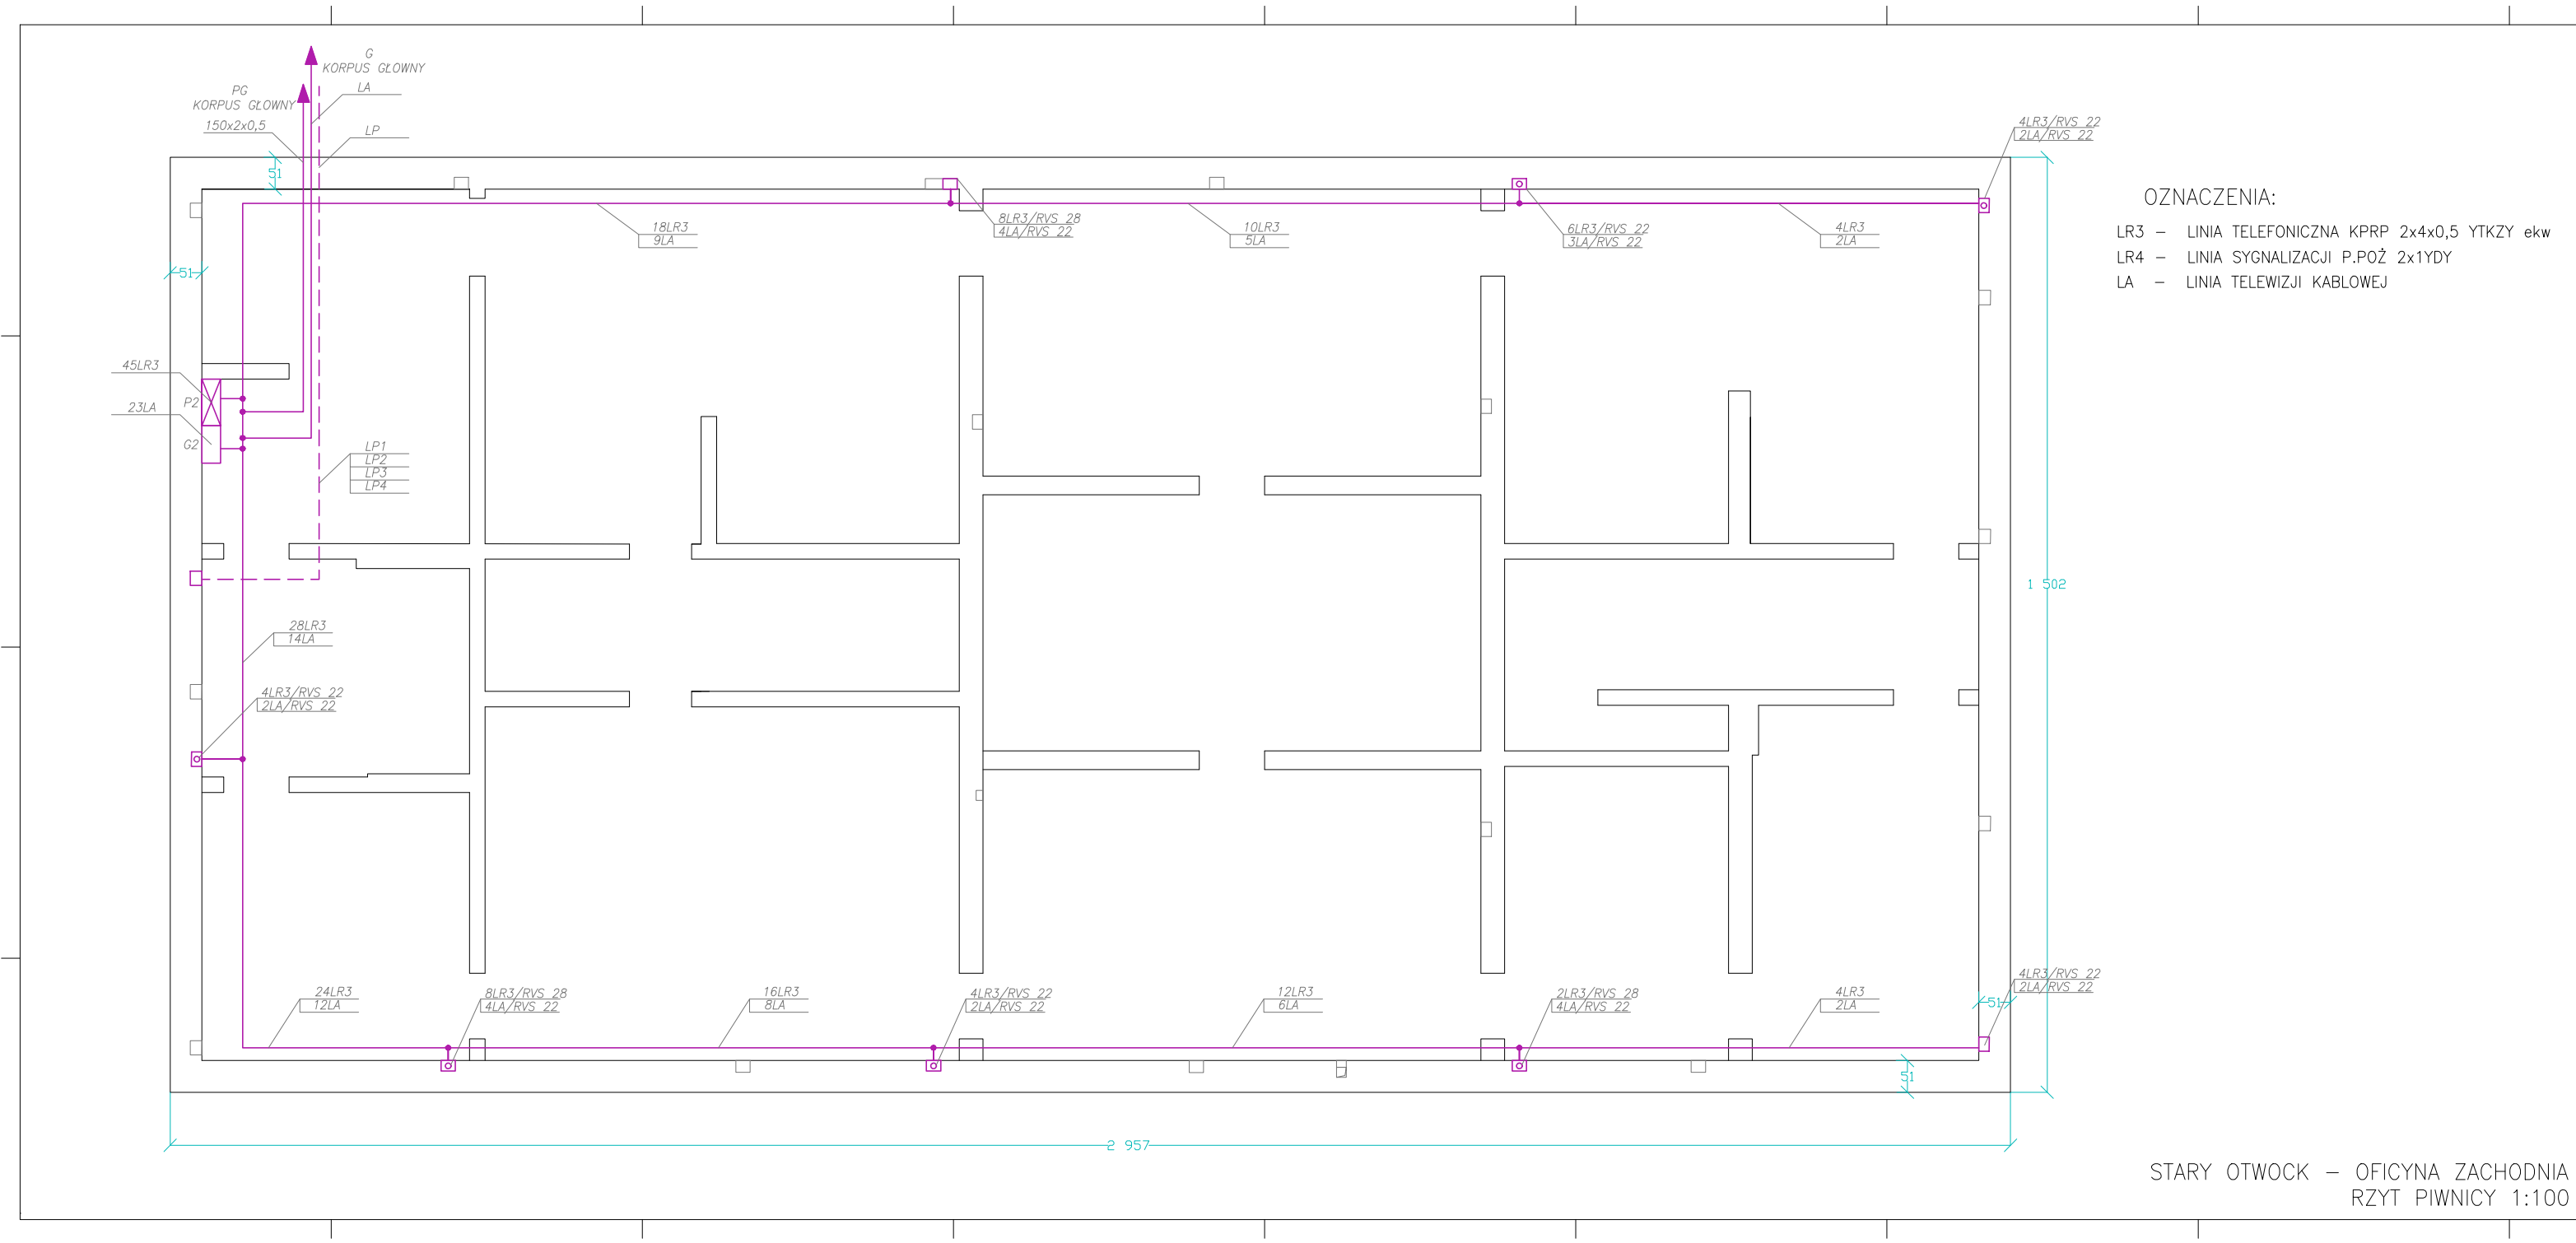 G
KORPUS GŁOWNY
LA
PG
KORPUS GŁOWNY
150x2x0,5
LP
4LR3/RVS 22
2LA/RVS 22
51
51
18LR3
9LA
8LR3/RVS 28
4LA/RVS 22
10LR3
5LA
6LR3/RVS 22
3LA/RVS 22
4LR3
2LA
OZNACZENIA:
LR3 – LINIA TELEFONICZNA KPRP 2x4x0,5 YTKZY ekw
LR4 – LINIA SYGNALIZACJI P.POŻ 2x1YDY
LA – LINIA TELEWIZJI KABLOWEJ
45LR3
P2
23LA
G2
LP1
LP2
LP3
LP4
1 502
28LR3
14LA
4LR3/RVS 22
2LA/RVS 22
24LR3
12LA
8LR3/RVS 28
4LA/RVS 22
16LR3
8LA
4LR3/RVS 22
2LA/RVS 22
12LR3
6LA
2LR3/RVS 28
4LA/RVS 22
4LR3
2LA
4LR3/RVS 22
2LA/RVS 22
51
51
2 957
STARY OTWOCK – OFICYNA ZACHODNIA
RZYT PIWNICY 1:100